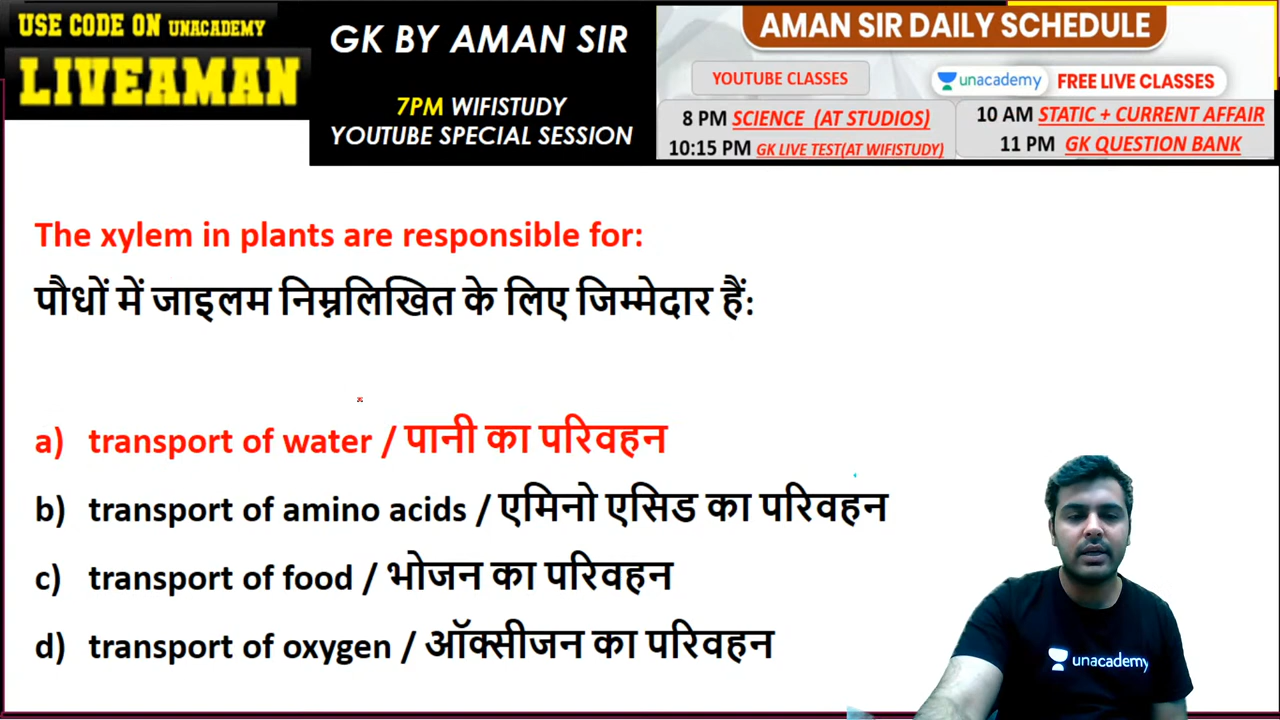 USE CODE ON UNACADEMY
LIVEAMAN
GK BY AMAN SIR
7PM WIFISTUDY
YOUTUBE SPECIAL SESSION
AMAN SIR DAILY SCHEDULE
YOUTUBE CLASSES
unacademy FREE LIVE CLASSES
8 PM SCIENCE (AT STUDIOS)
10:15 PM GK LIVE TEST(AT WIFISTUDY)
10 AM STATIC + CURRENT AFFAIR
11 PM GK QUESTION BANK
The xylem in plants are responsible for:
पौधों में जाइलम निम्नलिखित के लिए जिम्मेदार हैं:
a) transport of water / पानी का परिवहन
b) transport of amino acids / एमिनो एसिड का परिवहन
c) transport of food / भोजन का परिवहन
d) transport of oxygen / ऑक्सीजन का परिवहन
unacademy